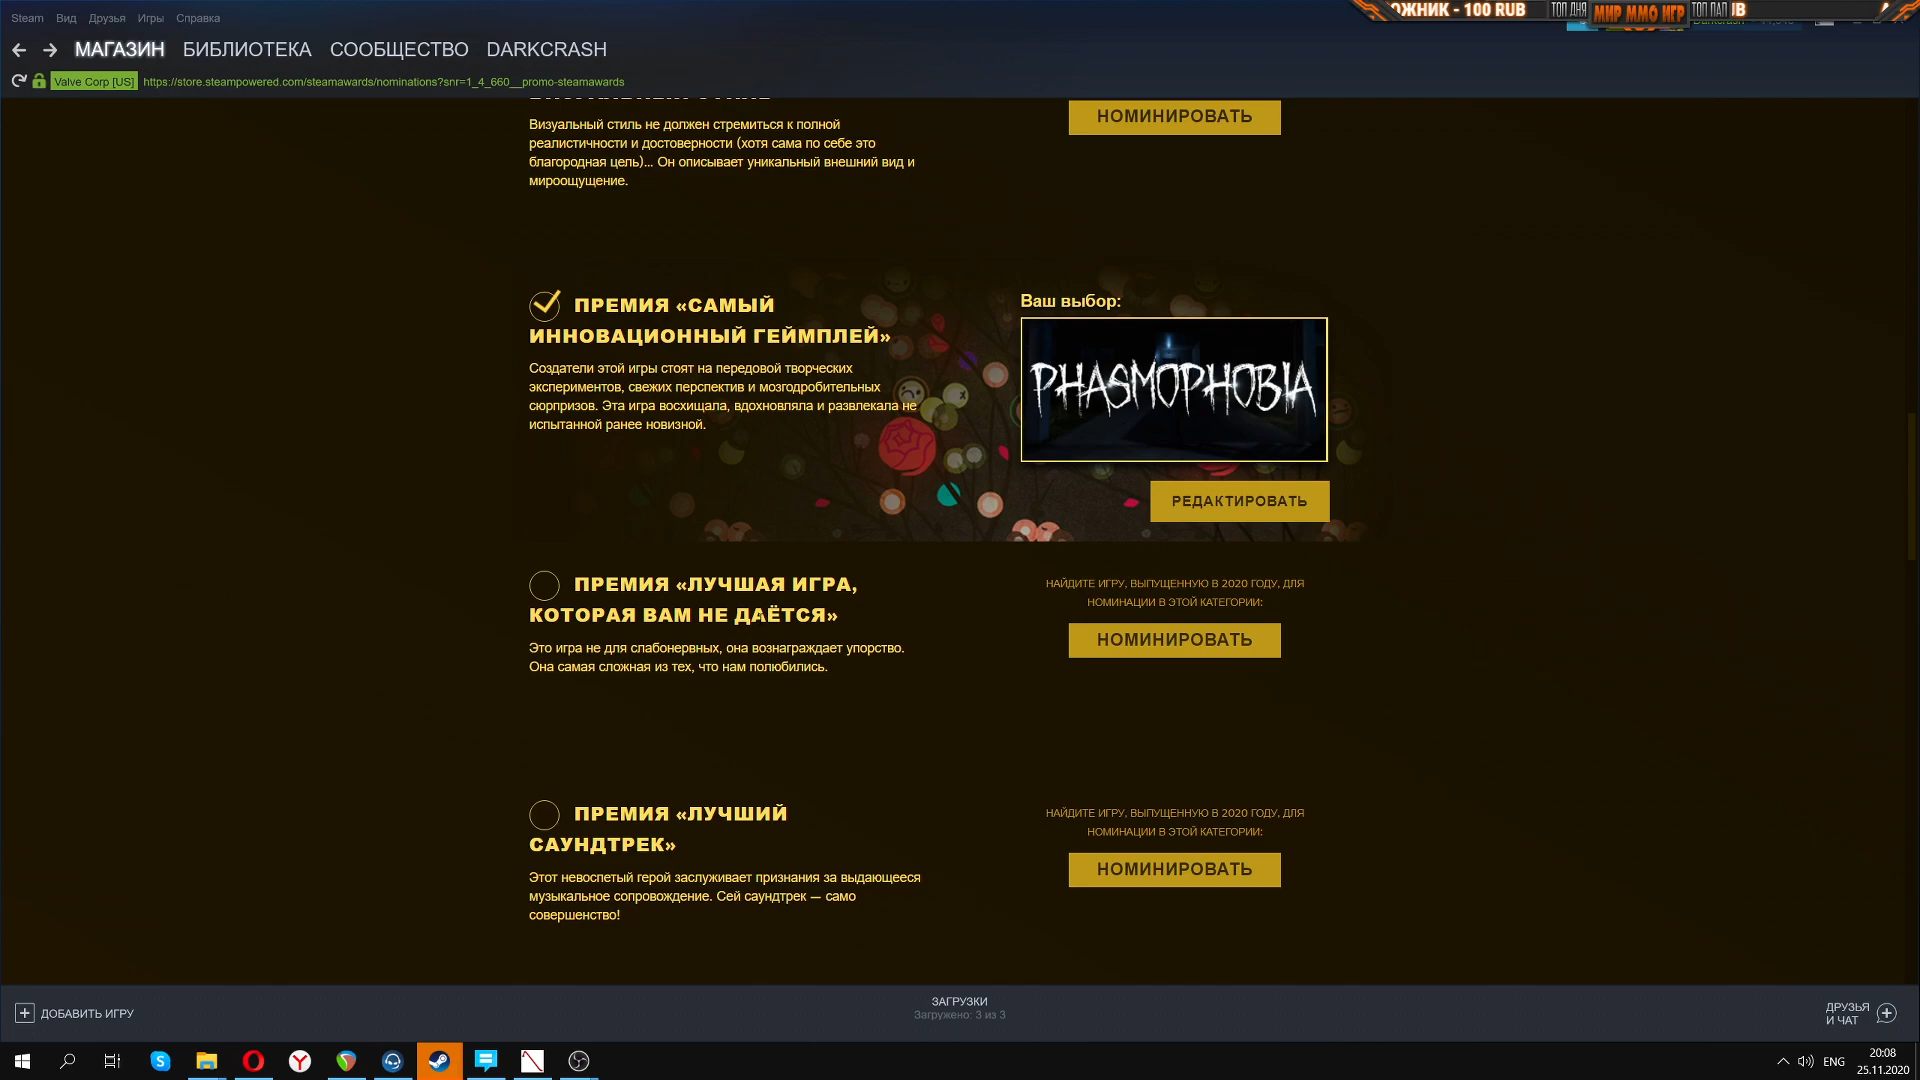 Steam Вид Друзья Игры Справка
ОЖНИК - 100 RUB ТОП ДНЯ МИР ММО ИГР ТОП ПАП
МАГАЗИН БИБЛИОТЕКА СООБЩЕСТВО DARKCRASH
Valve Corp [US] https://store.steampowered.com/steamawards/nominations?snr=1_4_660__promo-steamawards
НОМИНИРОВАТЬ
Визуальный стиль не должен стремиться к полной
реалистичности и достоверности (хотя сама по себе это
благородная цель)... Он описывает уникальный внешний вид и
мироощущение.
ПРЕМИЯ «САМЫЙ
ИННОВАЦИОННЫЙ ГЕЙМПЛЕЙ»
Создатели этой игры стоят на передовой творческих
экспериментов, свежих перспектив и мозгодробительных
сюрпризов. Эта игра восхищала, вдохновляла и развлекала не
испытанной ранее новизной.
Ваш выбор:
PHASMOPHOBIA
РЕДАКТИРОВАТЬ
ПРЕМИЯ «ЛУЧШАЯ ИГРА,
КОТОРАЯ ВАМ НЕ ДАЁТСЯ»
Это игра не для слабонервных, она вознаграждает упорство.
Она самая сложная из тех, что нам полюбились.
НАЙДИТЕ ИГРУ, ВЫПУЩЕННУЮ В 2020 ГОДУ, ДЛЯ
НОМИНАЦИИ В ЭТОЙ КАТЕГОРИИ:
НОМИНИРОВАТЬ
ПРЕМИЯ «ЛУЧШИЙ
САУНДТРЕК»
Этот невоспетый герой заслуживает признания за выдающееся
музыкальное сопровождение. Сей саундтрек — само
совершенство!
НАЙДИТЕ ИГРУ, ВЫПУЩЕННУЮ В 2020 ГОДУ, ДЛЯ
НОМИНАЦИИ В ЭТОЙ КАТЕГОРИИ:
НОМИНИРОВАТЬ
ДОБАВИТЬ ИГРУ
ЗАГРУЗКИ
Загружено: 3 из 3
ДРУЗЬЯ
И ЧАТ
ENG
20:08
25.11.2020